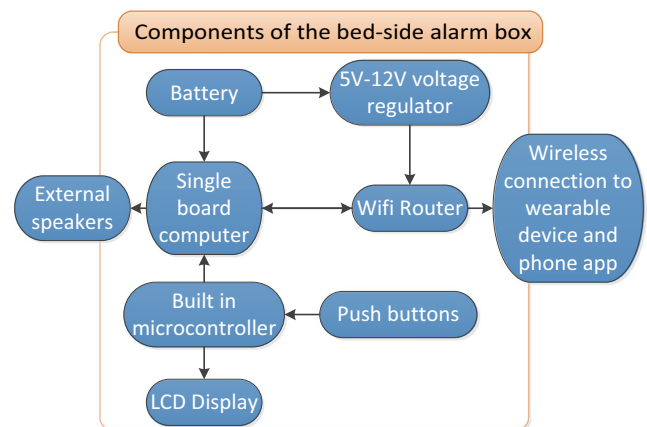 Components of the bed-side alarm box
Battery
5V-12V voltage
regulator
External
speakers
Single
board
computer
Wifi Router
Wireless
connection to
wearable
device and
phone app
Built in
microcontroller
Push buttons
LCD Display